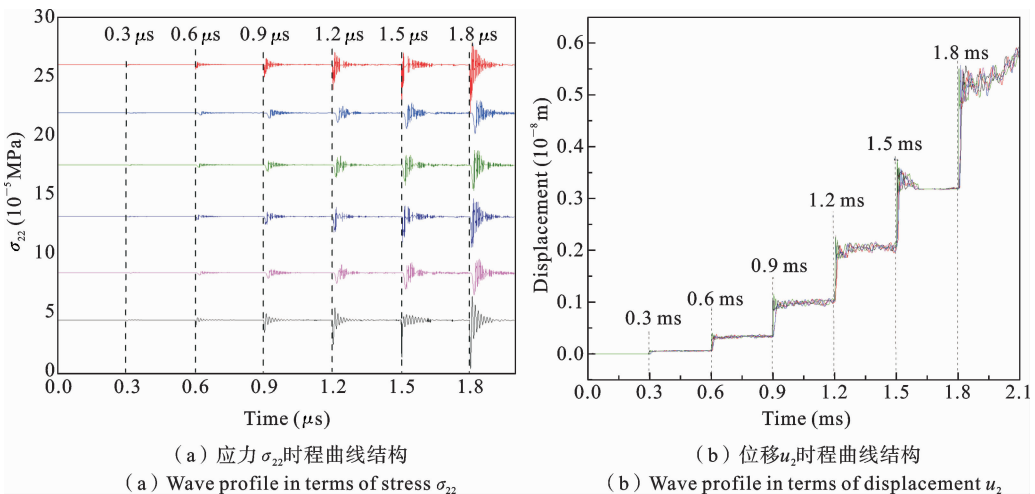 30
25
20
15
10
5
0
σ22 (10−5 MPa)
0.3 μs
0.6 μs
0.9 μs
1.2 μs
1.5 μs
1.8 μs
0.0
0.3
0.6
0.9
1.2
1.5
1.8
Time (μs)
（a）应力 σ22时程曲线结构
(a) Wave profile in terms of stress σ22
0.6
0.5
0.4
0.3
0.2
0.1
0.0
Displacement (10−8m)
0.3 ms
0.6 ms
0.9 ms
1.2 ms
1.5 ms
1.8 ms
0.0
0.3
0.6
0.9
1.2
1.5
1.8
2.1
Time (ms)
（b）位移u2时程曲线结构
(b) Wave profile in terms of displacement u2